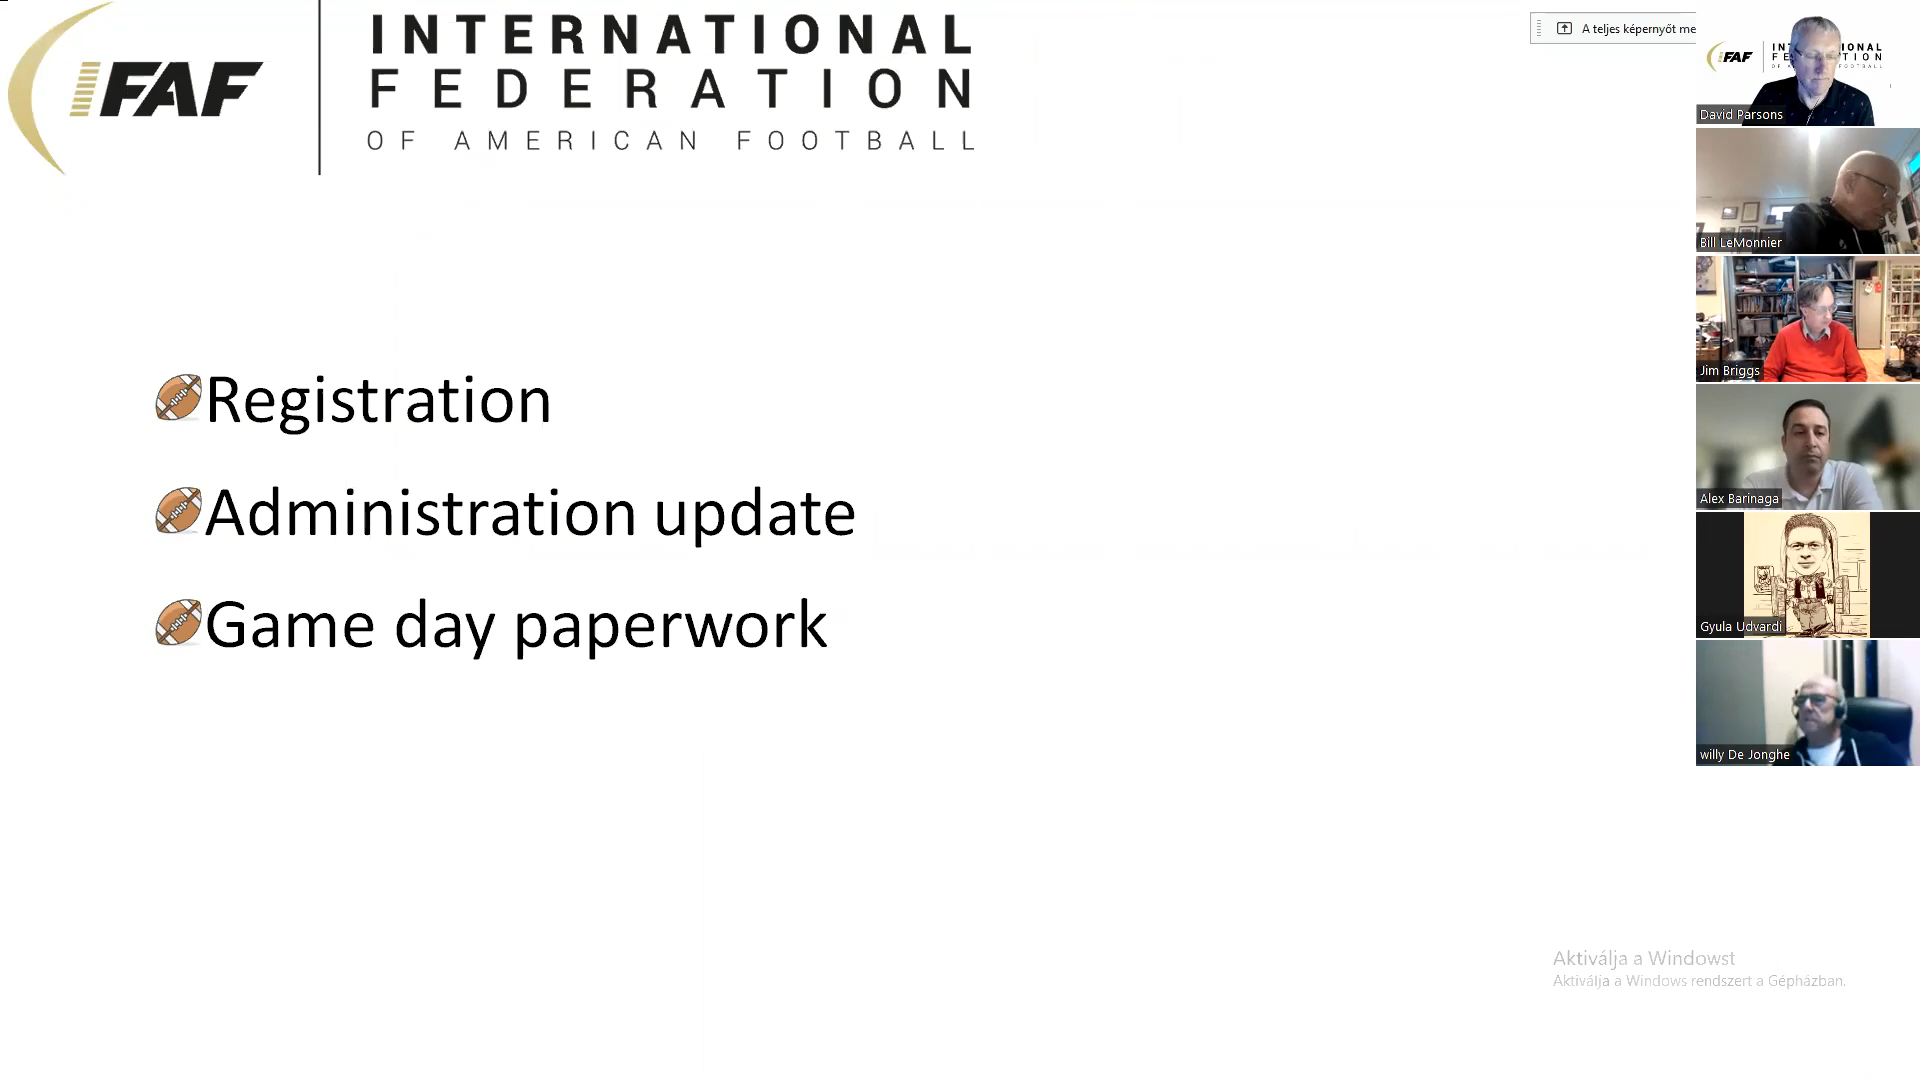 IFAF
INTERNATIONAL
FEDERATION
OF AMERICAN FOOTBALL
Registration
Administration update
Game day paperwork
A teljes képernyőt me
FAF
David Parsons
Bill LeMonnier
Jim Briggs
Alex Barinaga
Gyula Udvardi
willy De Jonghe
Aktiválja a Windowst
Aktiválja a Windows rendszert a Gépházban.